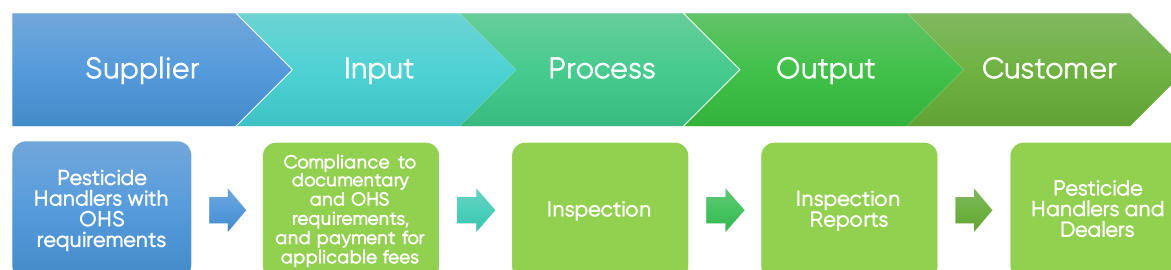 Supplier
Input
Process
Output
Customer
Pesticide
Handlers with
OHS
requirements
Compliance to
documentary
and OHS
requirements,
and payment for
applicable fees
Inspection
Inspection
Reports
Pesticide
Handlers and
Dealers